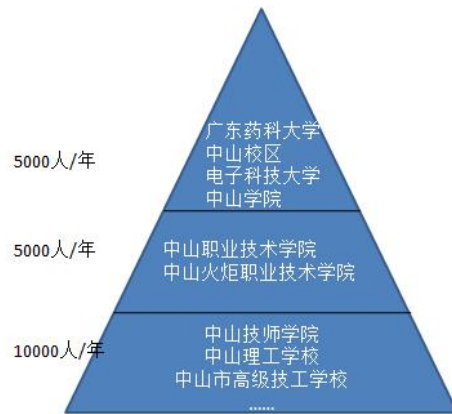 5000人/年
广东药科大学
中山校区
电子科技大学
中山学院
5000人/年
中山职业技术学院
中山火炬职业技术学院
10000人/年
中山技师学院
中山理工学校
中山市高级技工学校
......